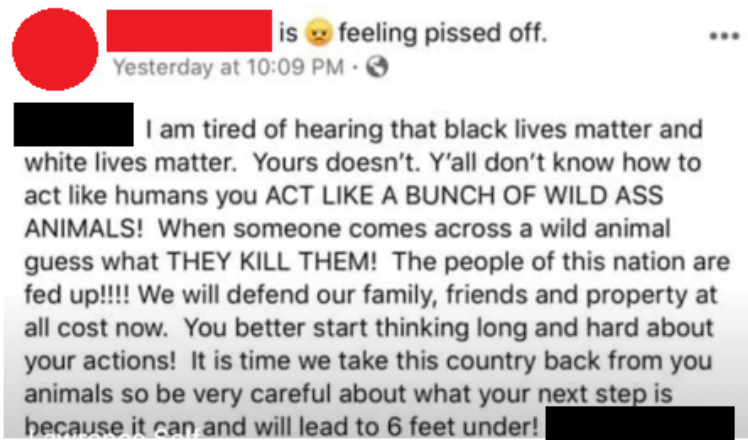 is 😠 feeling pissed off.
Yesterday at 10:09 PM ·
I am tired of hearing that black lives matter and
white lives matter.  Yours doesn't. Y'all don't know how to
act like humans you ACT LIKE A BUNCH OF WILD ASS
ANIMALS!  When someone comes across a wild animal
guess what THEY KILL THEM!  The people of this nation are
fed up!!!! We will defend our family, friends and property at
all cost now.  You better start thinking long and hard about
your actions!  It is time we take this country back from you
animals so be very careful about what your next step is
because it can and will lead to 6 feet under!